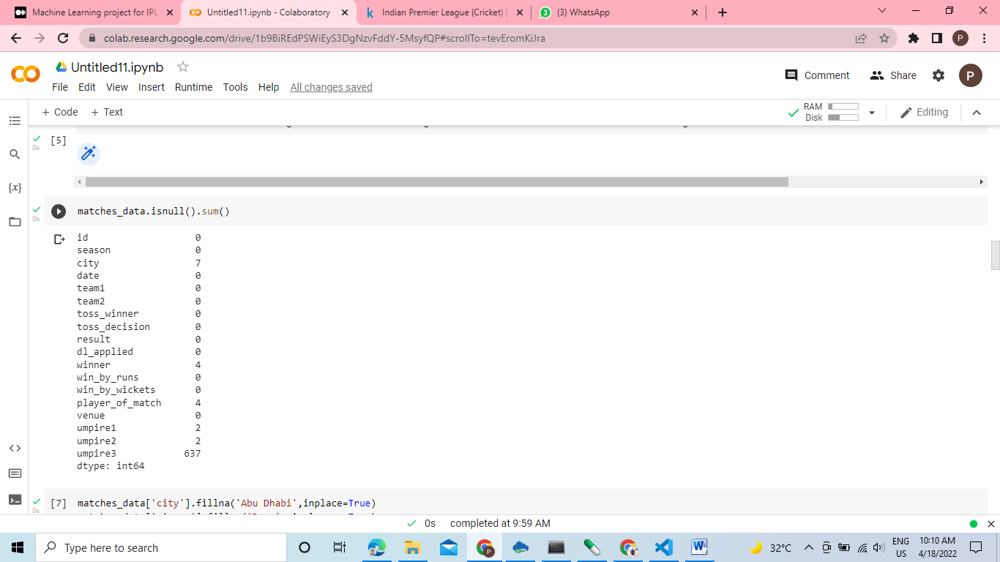 Machine Learning project for IPL
Untitled11.ipynb - Colaboratory
Indian Premier League (Cricket) |
(3) WhatsApp
colab.research.google.com/drive/1b9BiREdPSWiEyS3DgNzvFddY-5MsyfQP#scrollTo=tevEromKiJra
P
Untitled11.ipynb
File Edit View Insert Runtime Tools Help All changes saved
Comment Share P
+ Code + Text
RAM
Disk
Editing
[5]
0s
{x}
matches_data.isnull().sum()
0s
id 0
season 0
city 7
date 0
team1 0
team2 0
toss_winner 0
toss_decision 0
result 0
dl_applied 0
winner 4
win_by_runs 0
win_by_wickets 0
player_of_match 4
venue 0
umpire1 2
umpire2 2
umpire3 637
dtype: int64
[7] matches_data['city'].fillna('Abu Dhabi',inplace=True)
0s
0s completed at 9:59 AM
Type here to search
32°C
ENG
US
10:10 AM
4/18/2022